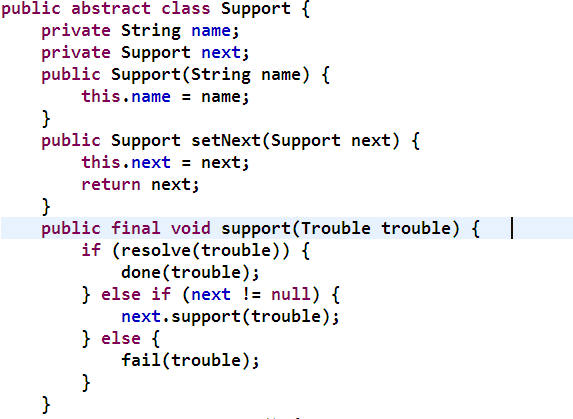 public abstract class Support {
    private String name;
    private Support next;
    public Support(String name) {
        this.name = name;
    }
    public Support setNext(Support next) {
        this.next = next;
        return next;
    }
    public final void support(Trouble trouble) {
        if (resolve(trouble)) {
            done(trouble);
        } else if (next != null) {
            next.support(trouble);
        } else {
            fail(trouble);
        }
    }